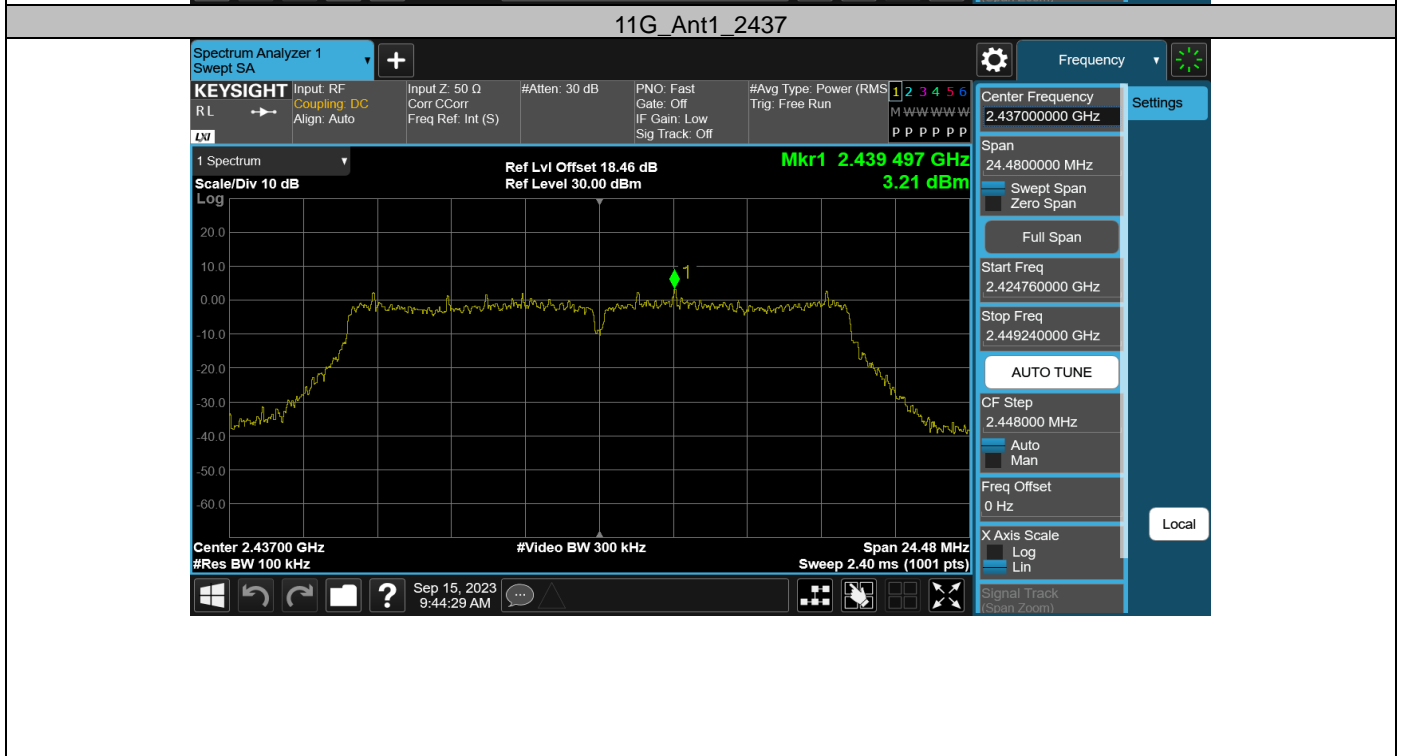 11G_Ant1_2437
Spectrum Analyzer 1
Swept SA
+
Frequency
KEYSIGHT
R L
LXI
Input: RF
Coupling: DC
Align: Auto
Input Z: 50 Ω
Corr CCorr
Freq Ref: Int (S)
#Atten: 30 dB
PNO: Fast
Gate: Off
IF Gain: Low
Sig Track: Off
#Avg Type: Power (RMS
Trig: Free Run
1 2 3 4 5 6
M W W W W W
P P P P P P
1 Spectrum
Scale/Div 10 dB
Log
Ref Lvl Offset 18.46 dB
Ref Level 30.00 dBm
Mkr1 2.439 497 GHz
3.21 dBm
20.0
10.0
0.00
-10.0
-20.0
-30.0
-40.0
-50.0
-60.0
1
Center 2.43700 GHz
#Res BW 100 kHz
#Video BW 300 kHz
Span 24.48 MHz
Sweep 2.40 ms (1001 pts)
Sep 15, 2023
9:44:29 AM
?
Center Frequency
2.437000000 GHz
Settings
Span
24.4800000 MHz
Swept Span
Zero Span
Full Span
Start Freq
2.424760000 GHz
Stop Freq
2.449240000 GHz
AUTO TUNE
CF Step
2.448000 MHz
Auto
Man
Freq Offset
0 Hz
X Axis Scale
Log
Lin
Local
Signal Track
(Span Zoom)